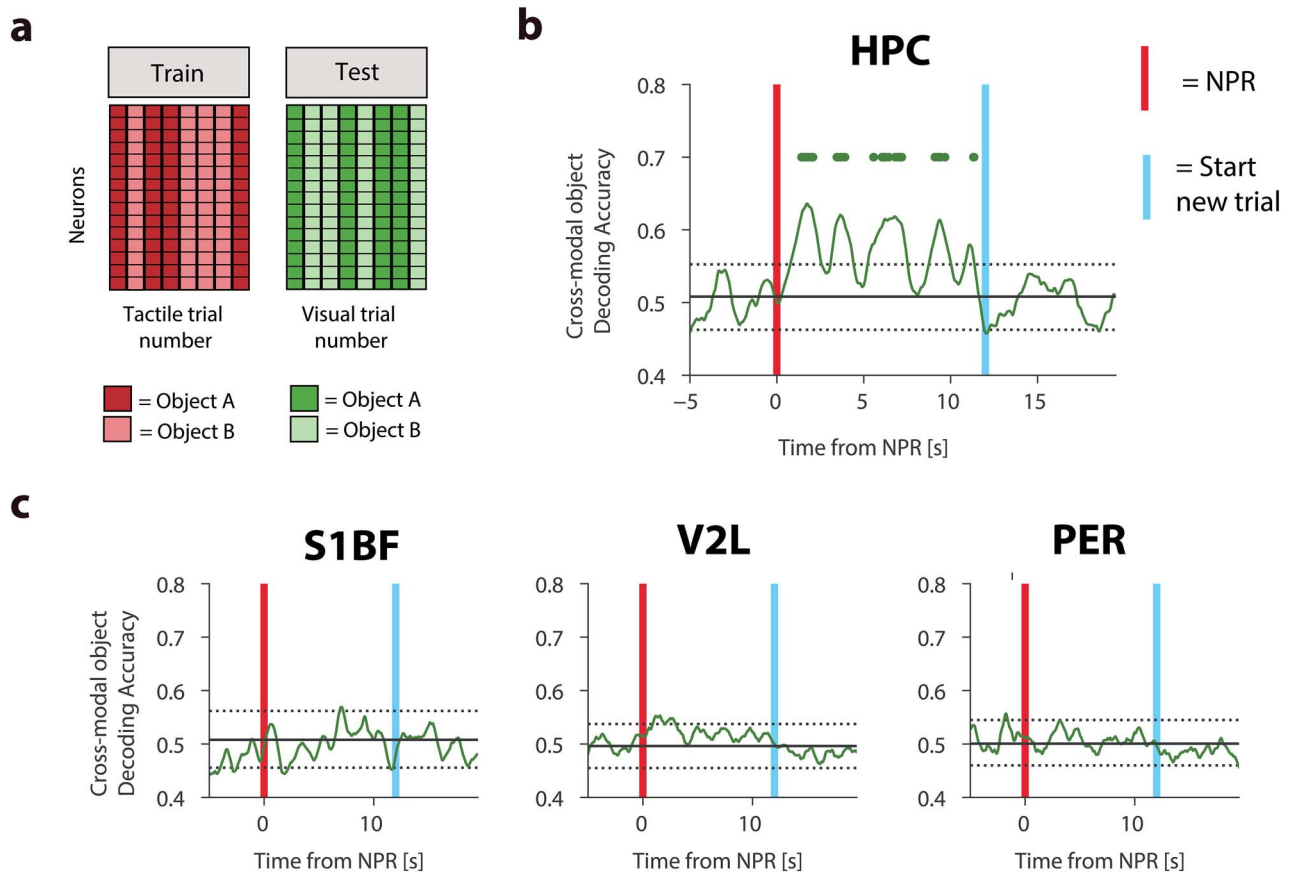 a
Train
Test
Neurons
Tactile trial
number
Visual trial
number
= Object A
= Object B
= Object A
= Object B
b
HPC
Cross-modal object
Decoding Accuracy
0.8
0.7
0.6
0.5
0.4
−5
0
5
10
15
Time from NPR [s]
= NPR
= Start
new trial
c
S1BF
Cross-modal object
Decoding Accuracy
0.8
0.7
0.6
0.5
0.4
0
10
Time from NPR [s]
V2L
0.8
0.7
0.6
0.5
0.4
0
10
Time from NPR [s]
PER
0.8
0.7
0.6
0.5
0.4
0
10
Time from NPR [s]